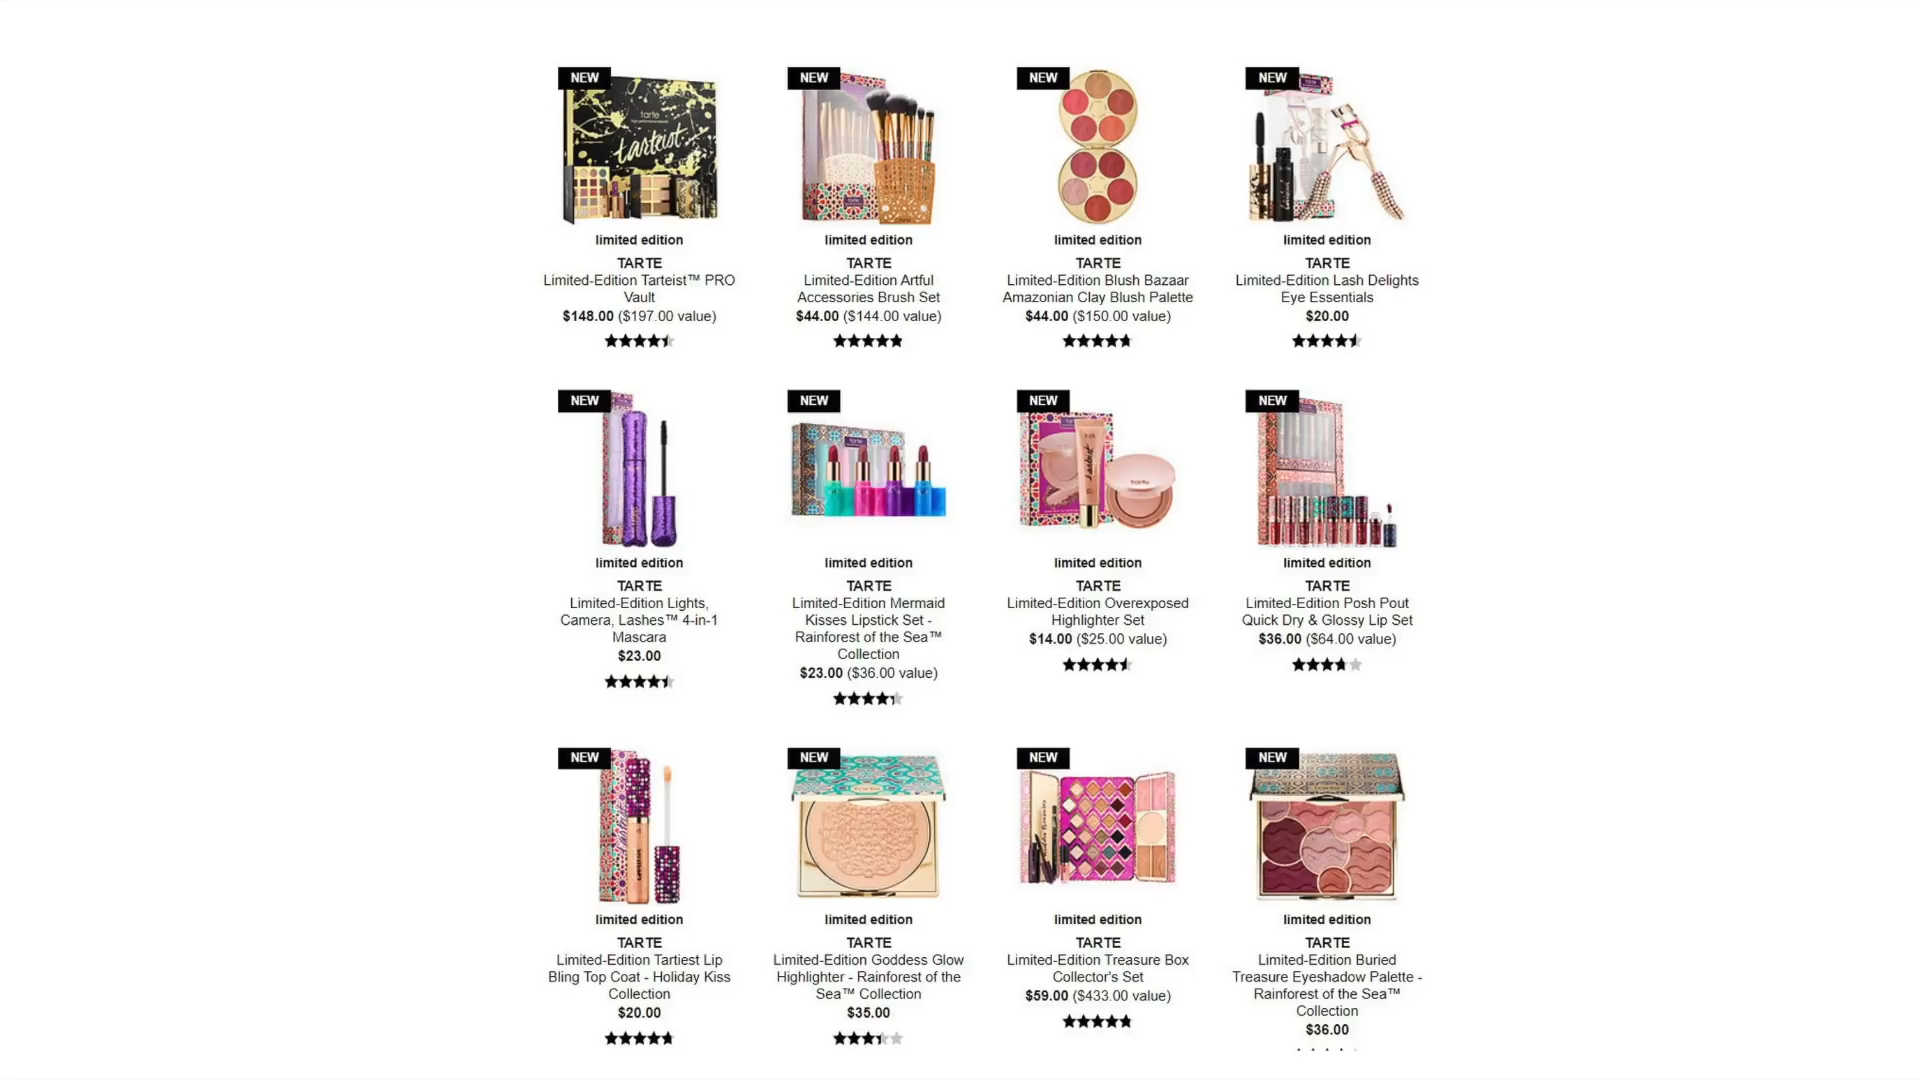 NEW
tarte
tarteist
limited edition
TARTE
Limited-Edition Tarteist™ PRO
Vault
$148.00 ($197.00 value)
NEW
limited edition
TARTE
Limited-Edition Artful
Accessories Brush Set
$44.00 ($144.00 value)
NEW
limited edition
TARTE
Limited-Edition Blush Bazaar
Amazonian Clay Blush Palette
$44.00 ($150.00 value)
NEW
limited edition
TARTE
Limited-Edition Lash Delights
Eye Essentials
$20.00
NEW
limited edition
TARTE
Limited-Edition Lights,
Camera, Lashes™ 4-in-1
Mascara
$23.00
NEW
tarte
limited edition
TARTE
Limited-Edition Mermaid
Kisses Lipstick Set -
Rainforest of the Sea™
Collection
$23.00 ($36.00 value)
NEW
tarteist
tarte
limited edition
TARTE
Limited-Edition Overexposed
Highlighter Set
$14.00 ($25.00 value)
NEW
limited edition
TARTE
Limited-Edition Posh Pout
Quick Dry & Glossy Lip Set
$36.00 ($64.00 value)
NEW
limited edition
TARTE
Limited-Edition Tartiest Lip
Bling Top Coat - Holiday Kiss
Collection
$20.00
NEW
limited edition
TARTE
Limited-Edition Goddess Glow
Highlighter - Rainforest of the
Sea™ Collection
$35.00
NEW
limited edition
TARTE
Limited-Edition Treasure Box
Collector's Set
$59.00 ($433.00 value)
NEW
limited edition
TARTE
Limited-Edition Buried
Treasure Eyeshadow Palette -
Rainforest of the Sea™
Collection
$36.00